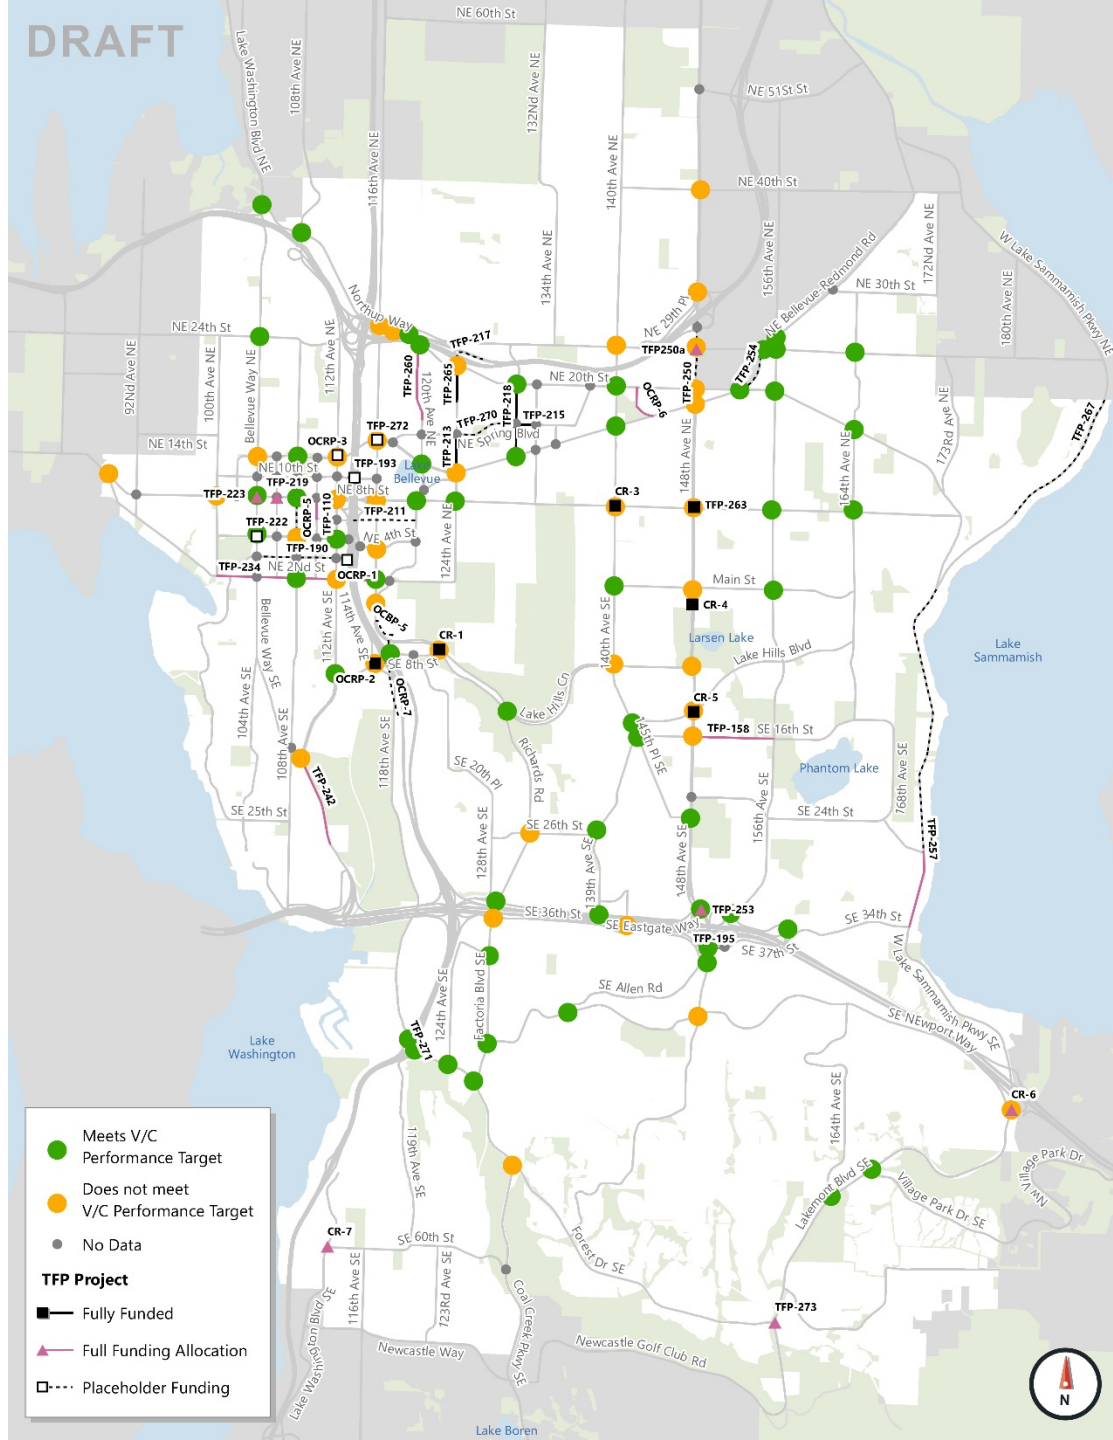 DRAFT
NE 60th St
Lake Washington Blvd NE
108th Ave NE
132Nd Ave NE
NE 51St St
116th Ave NE
140th Ave NE
NE 40th St
148th Ave NE
156th Ave NE
NE Bellevue-Redmond Rd
172Nd Ave NE
W Lake Sammamish Pkwy NE
134th Ave NE
NE 30th St
180th Ave NE
Northup Way
NE 29th Pl
NE 24th St
112th Ave NE
TFP-217
TFP250a
TFP-254
92Nd Ave NE
100th Ave NE
Bellevue Way NE
TFP-260
120th Ave NE
TFP-265
NE 20th St
TFP-218
OCRP-6
TFP-250
TFP-267
TFP-270
TFP-215
NE Spring Blvd
TFP-213
NE 14th St
OCRP-3
TFP-272
NE 10th St
TFP-193
Lake
Bellevue
164th Ave NE
173Rd Ave NE
TFP-219
TFP-223
NE 8th St
OCRP-5
TFP-110
TFP-211
CR-3
TFP-263
TFP-222
TFP-190
NE 4th St
124th Ave NE
TFP-234
NE 2Nd St
OCRP-1
Main St
CR-4
112th Ave SE
114th Ave SE
OCBP-5
Bellevue Way SE
140th Ave SE
Larsen Lake
Lake Hills Blvd
Lake
Sammamish
CR-1
OCRP-2
SE 8th St
OCRP-7
104th Ave SE
108th Ave SE
118th Ave SE
Lake Hills Cn
CR-5
TFP-158
SE 16th St
145th Pl SE
Richards Rd
SE 20th Pl
Phantom Lake
168th Ave SE
TFP-242
SE 25th St
128th Ave SE
SE 26th St
139th Ave SE
148th Ave SE
156th Ave SE
SE 24th St
TFP-257
SE 36th St
SE Eastgate Way
TFP-253
TFP-195
SE 37th St
SE 34th St
W Lake Sammamish Pkwy SE
SE Newport Way
124th Ave SE
Factoria Blvd SE
SE Allen Rd
Lake
Washington
TFP-271
CR-6
164th Ave SE
119th Ave SE
Lakemont Blvd SE
Village Park Dr SE
Village Park Dr
NW
CR-7
SE 60th St
Forest Dr SE
116th Ave SE
123Rd Ave SE
Coal Creek Pkwy SE
TFP-273
Lake Washington Blvd SE
Newcastle Way
Newcastle Golf Club Rd
Lake Boren
N
Meets V/C
Performance Target
Does not meet
V/C Performance Target
No Data
TFP Project
Fully Funded
Full Funding Allocation
Placeholder Funding